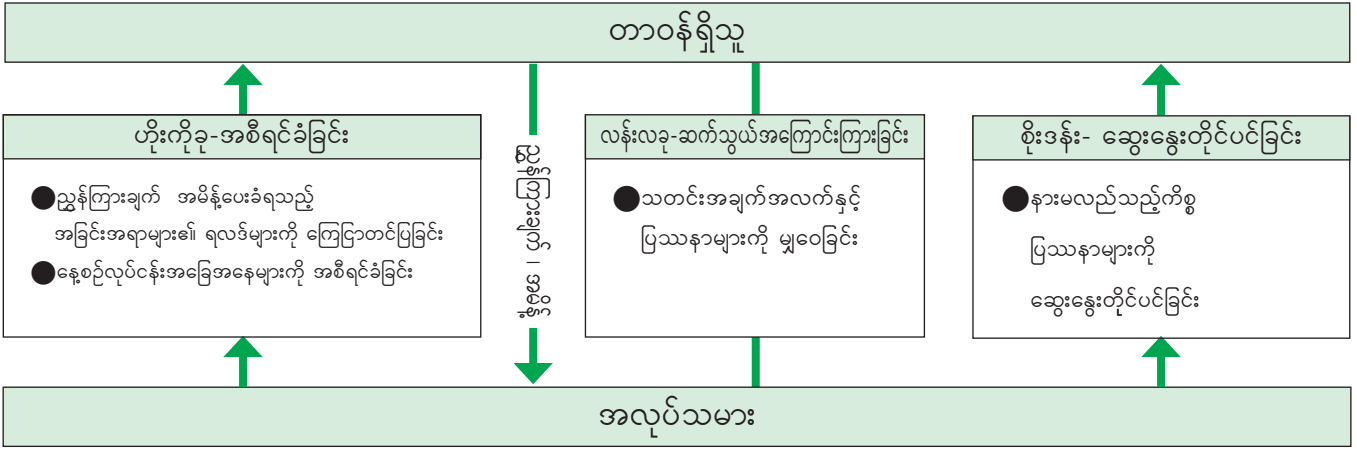 တာဝန်ရှိသူ
ဟိုးကိုခု-အစီရင်ခံခြင်း
●ညွှန်ကြားချက် အမိန့်ပေးခံရသည့်
အခြင်းအရာများ၏ ရလဒ်များကို ကြေငြာတင်ပြခြင်း
●နေ့စဉ်လုပ်ငန်းအခြေအနေများကို အစီရင်ခံခြင်း
ညွှန်ကြားချက် ၊ အမိန့်
လန်းလခု-ဆက်သွယ်အကြောင်းကြားခြင်း
●သတင်းအချက်အလက်နှင့်
ပြဿနာများကို မျှဝေခြင်း
စိုးဒန်း- ဆွေးနွေးတိုင်ပင်ခြင်း
●နားမလည်သည့်ကိစ္စ
ပြဿနာများကို
ဆွေးနွေးတိုင်ပင်ခြင်း
အလုပ်သမား